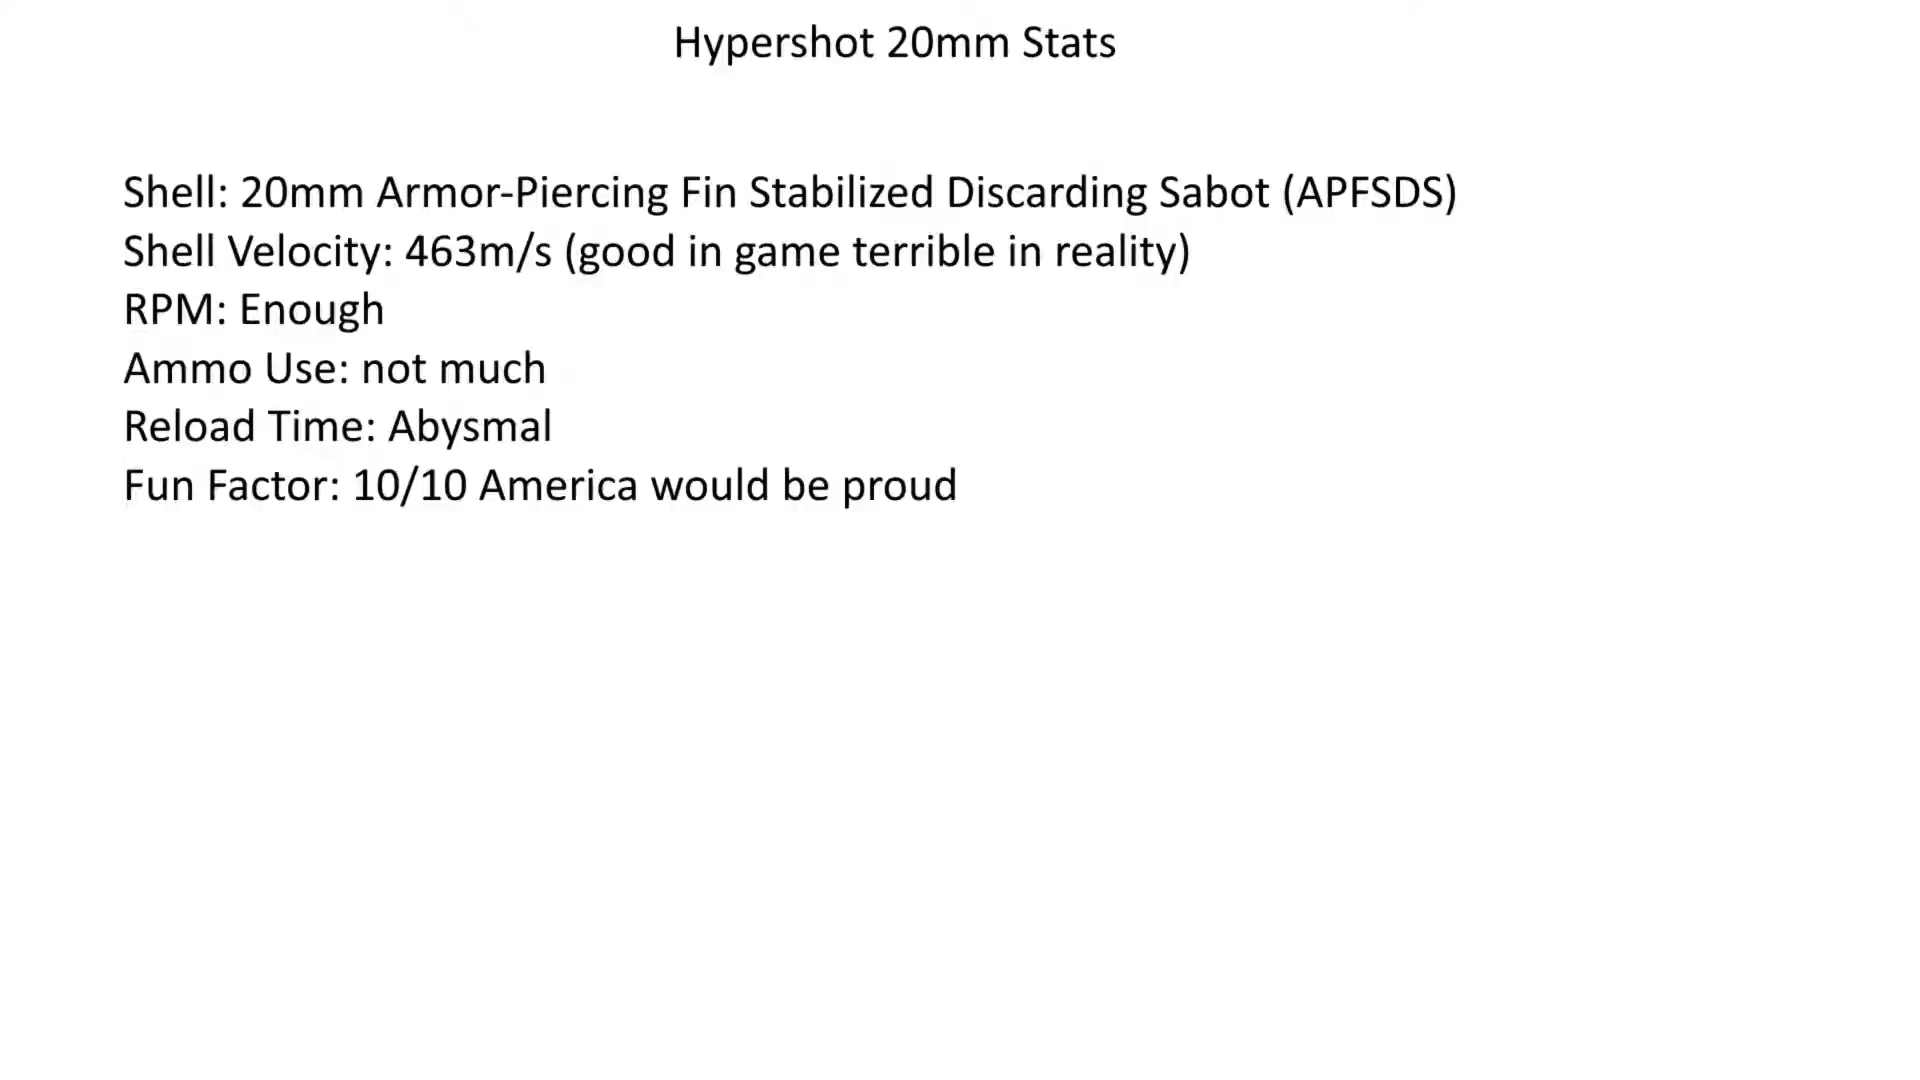 Hypershot 20mm Stats
Shell: 20mm Armor-Piercing Fin Stabilized Discarding Sabot (APFSDS)
Shell Velocity: 463m/s (good in game terrible in reality)
RPM: Enough
Ammo Use: not much
Reload Time: Abysmal
Fun Factor: 10/10 America would be proud